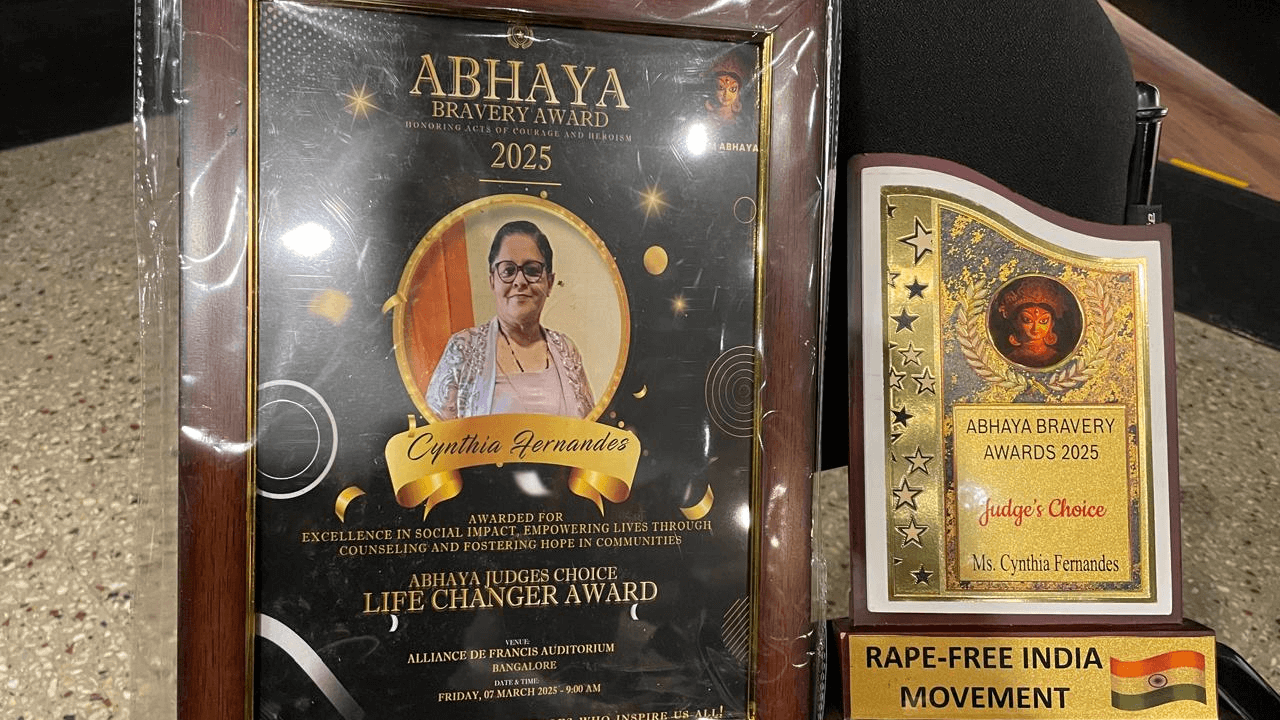 ABHAYA
BRAVERY AWARD
HONORING ACTS OF COURAGE AND HEROISM
2025
ABHAYA
Cynthia Fernandes
AWARDED FOR
EXCELLENCE IN SOCIAL IMPACT, EMPOWERING LIVES THROUGH
COUNSELING AND FOSTERING HOPE IN COMMUNITIES
ABHAYA JUDGES CHOICE
LIFE CHANGER AWARD
VENUE:
ALLIANCE DE FRANCIS AUDITORIUM
BANGALORE
DATE & TIME:
FRIDAY, 07 MARCH 2025 - 9:00 AM
WHO INSPIRE US ALL!
ABHAYA BRAVERY
AWARDS 2025
Judge's Choice
Ms. Cynthia Fernandes
RAPE-FREE INDIA
MOVEMENT